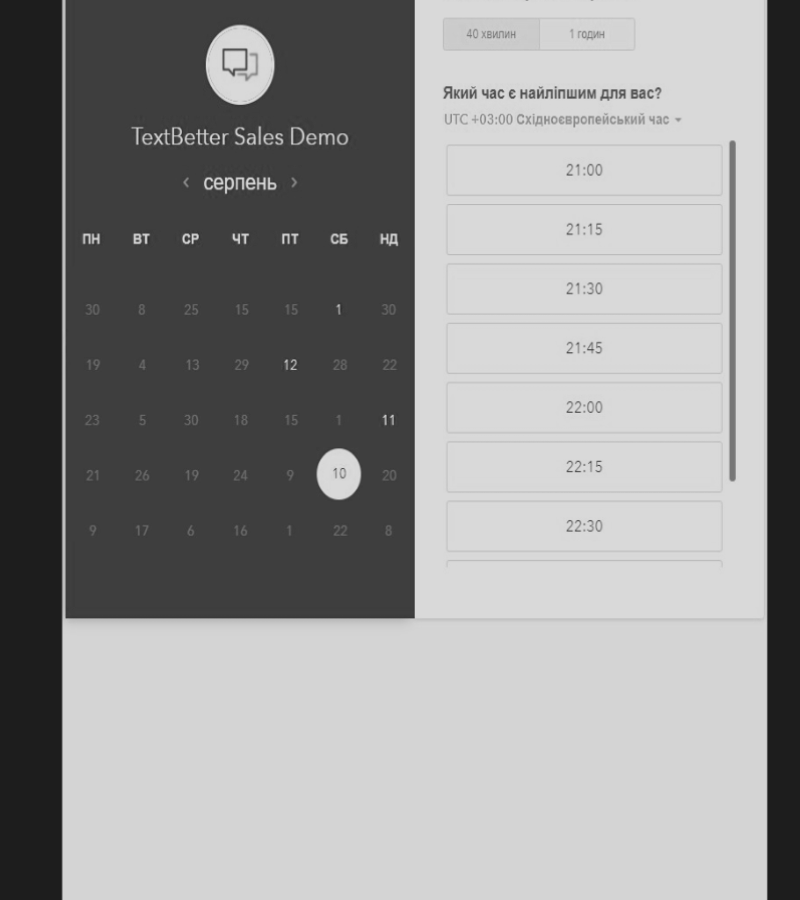 TextBetter Sales Demo
‹ серпень ›
ПН ВТ СР ЧТ ПТ СБ НД
30 8 25 15 15 1 30
19 4 13 29 12 28 22
23 5 30 18 15 1 11
21 26 19 24 9 10 20
9 17 6 16 1 22 8
40 хвилин 1 годин
Який час є найліпшим для вас?
UTC +03:00 Східноєвропейський час
21:00
21:15
21:30
21:45
22:00
22:15
22:30